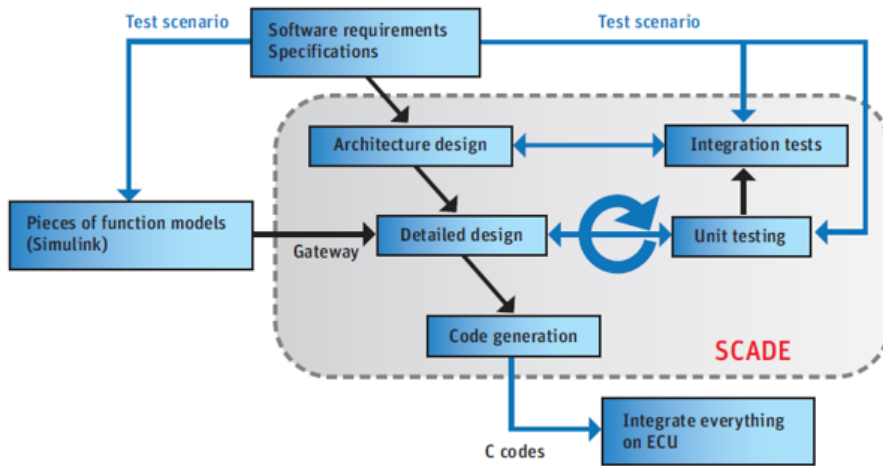 Test scenario
Software requirements
Specifications
Test scenario
Architecture design
Integration tests
Pieces of function models
(Simulink)
Gateway
Detailed design
Unit testing
Code generation
SCADE
C codes
Integrate everything
on ECU